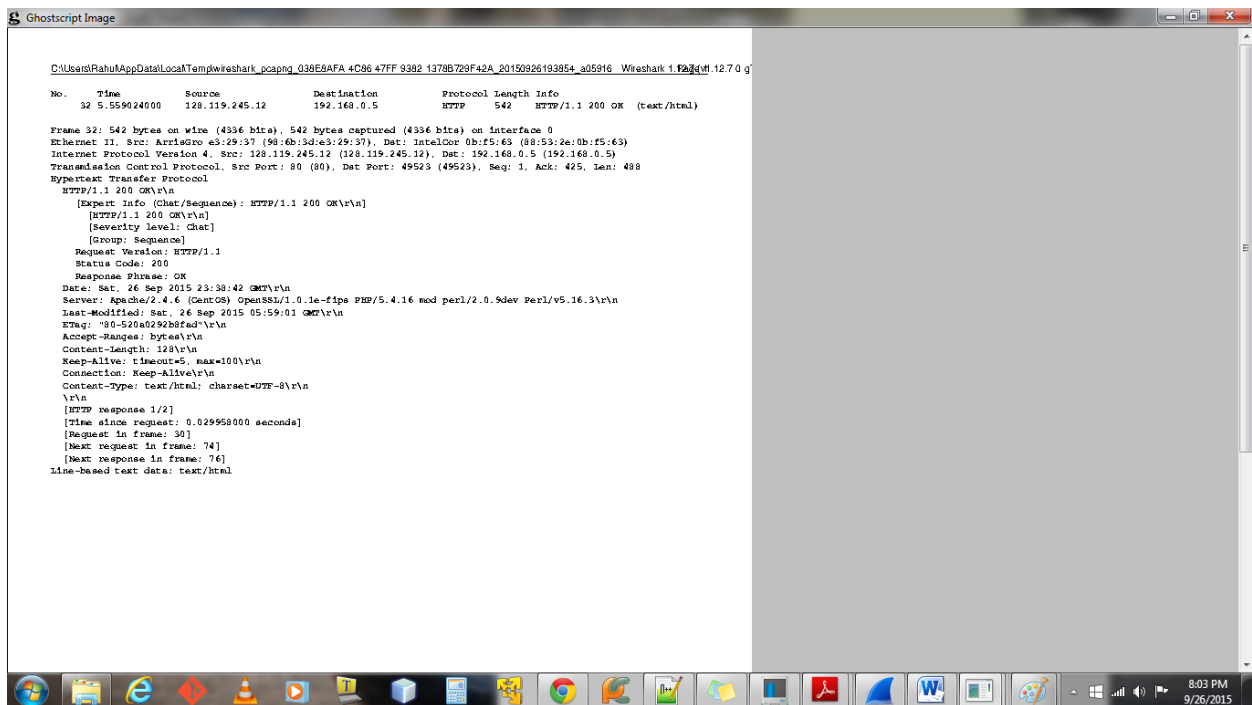 Ghostscript Image
C:\Users\Rahul\AppData\Local\Temp\wireshark_pcapng_038E8AFA 4C86 47FF 9382 1378B729F42A_20150926193854_a05916 Wireshark
No. Time Source Destination Protocol Length Info
32 5.559024000 128.119.245.12 192.168.0.5 HTTP 542 HTTP/1.1 200 OK (text/html)
Frame 32: 542 bytes on wire (4336 bits), 542 bytes captured (4336 bits) on interface 0
Ethernet II, Src: ArrisGro e3:29:37 (98:6b:3d:e3:29:37), Dst: IntelCor 0b:f5:63 (88:53:2e:0b:f5:63)
Internet Protocol Version 4, Src: 128.119.245.12 (128.119.245.12), Dst: 192.168.0.5 (192.168.0.5)
Transmission Control Protocol, Src Port: 80 (80), Dst Port: 49523 (49523), Seq: 1, Ack: 425, Len: 488
Hypertext Transfer Protocol
HTTP/1.1 200 OK\r\n
[Expert Info (Chat/Sequence): HTTP/1.1 200 OK\r\n]
[HTTP/1.1 200 OK\r\n]
[Severity level: Chat]
[Group: Sequence]
Request Version: HTTP/1.1
Status Code: 200
Response Phrase: OK
Date: Sat, 26 Sep 2015 23:38:42 GMT\r\n
Server: Apache/2.4.6 (CentOS) OpenSSL/1.0.1e-fips PHP/5.4.16 mod perl/2.0.9dev Perl/v5.16.3\r\n
Last-Modified: Sat, 26 Sep 2015 05:59:01 GMT\r\n
ETag: "80-520a0292b8fad"\r\n
Accept-Ranges: bytes\r\n
Content-Length: 128\r\n
Keep-Alive: timeout=5, max=100\r\n
Connection: Keep-Alive\r\n
Content-Type: text/html; charset=UTF-8\r\n
\r\n
[HTTP response 1/2]
[Time since request: 0.029958000 seconds]
[Request in frame: 30]
[Next request in frame: 74]
[Next response in frame: 76]
Line-based text data: text/html
8:03 PM
9/26/2015